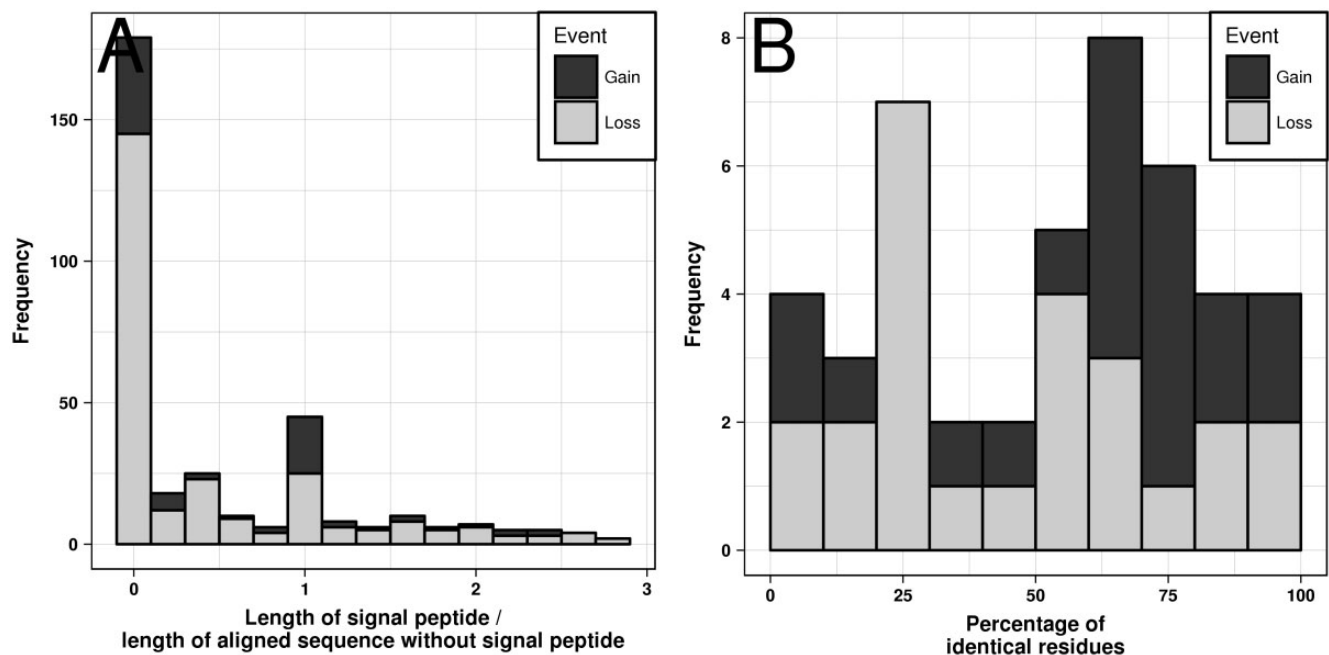 A
Event
Gain
Loss
150
100
50
0
Frequency
0 1 2 3
Length of signal peptide /
length of aligned sequence without signal peptide
B
Event
Gain
Loss
8
6
4
2
0
Frequency
0 25 50 75 100
Percentage of
identical residues